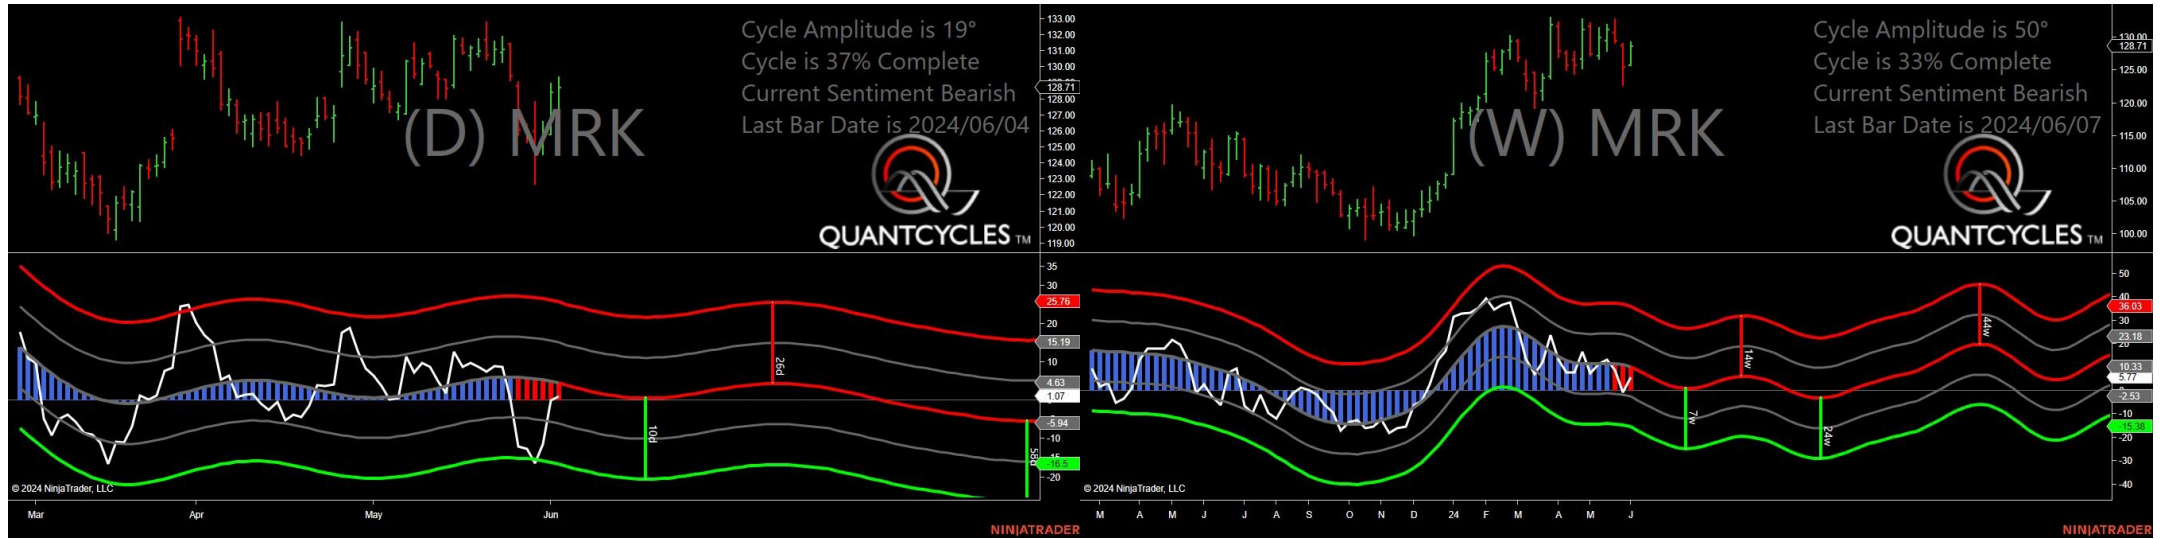 Cycle Amplitude is 19°
Cycle is 37% Complete
Current Sentiment Bearish
Last Bar Date is 2024/06/04
(D) MRK
QUANTCYCLES TM
133.00
132.00
131.00
130.00
128.71
128.00
127.00
126.00
125.00
124.00
123.00
122.00
121.00
120.00
119.00
35
30
25.76
20
15.19
10
4.63
1.07
-5.94
-10
-16.5
-20
26d
10d
58d
© 2024 NinjaTrader, LLC
Mar Apr May Jun
NINJATRADER
Cycle Amplitude is 50°
Cycle is 33% Complete
Current Sentiment Bearish
Last Bar Date is 2024/06/07
(W) MRK
QUANTCYCLES TM
130.00
128.71
125.00
120.00
115.00
110.00
105.00
100.00
50
40
36.03
30
23.18
20
10.33
5.77
-2.53
-10
-15.38
-20
-30
-40
44w
14w
7w
24w
© 2024 NinjaTrader, LLC
M A M J J A S O N D 24 F M A M J
NINJATRADER